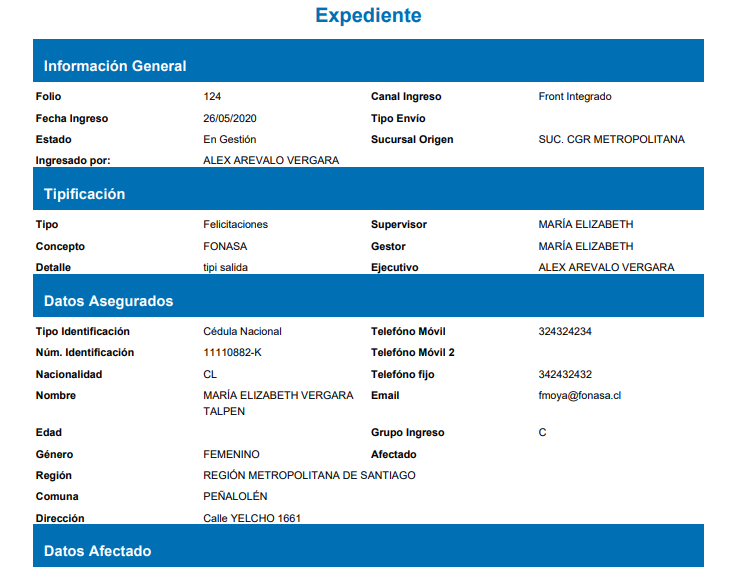 Expediente
Información General
Folio 124 Canal Ingreso Front Integrado
Fecha Ingreso 26/05/2020 Tipo Envío
Estado En Gestión Sucursal Origen SUC. CGR METROPOLITANA
Ingresado por: ALEX AREVALO VERGARA
Tipificación
Tipo Felicitaciones Supervisor MARÍA ELIZABETH
Concepto FONASA Gestor MARÍA ELIZABETH
Detalle tipi salida Ejecutivo ALEX AREVALO VERGARA
Datos Asegurados
Tipo Identificación Cédula Nacional Telefóno Móvil 324324234
Núm. Identificación 11110882-K Telefóno Móvil 2
Nacionalidad CL Telefóno fijo 342432432
Nombre MARÍA ELIZABETH VERGARA Email fmoya@fonasa.cl
TALPEN
Edad Grupo Ingreso C
Género FEMENINO Afectado
Región REGIÓN METROPOLITANA DE SANTIAGO
Comuna PEÑALOLÉN
Dirección Calle YELCHO 1661
Datos Afectado